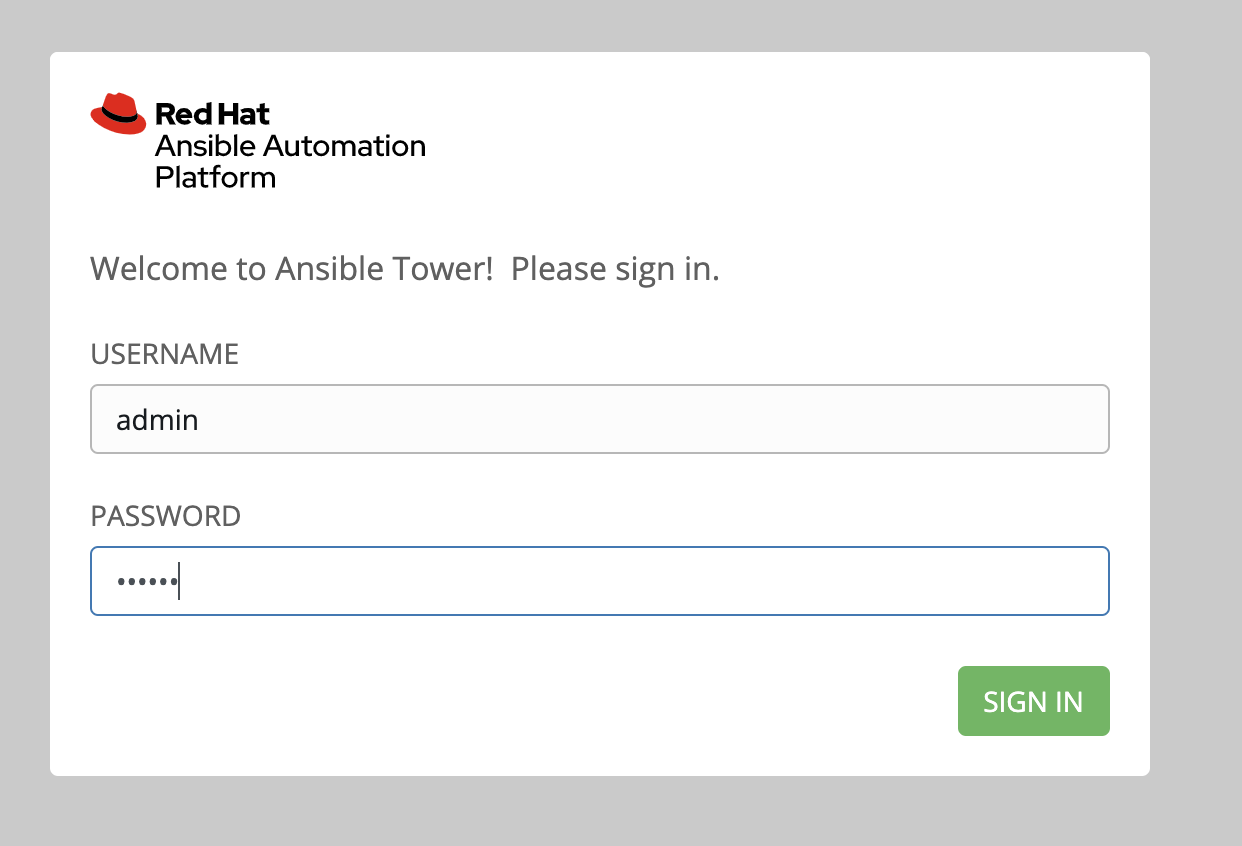 Red Hat
Ansible Automation
Platform
Welcome to Ansible Tower!  Please sign in.
USERNAME
admin
PASSWORD
••••••
SIGN IN